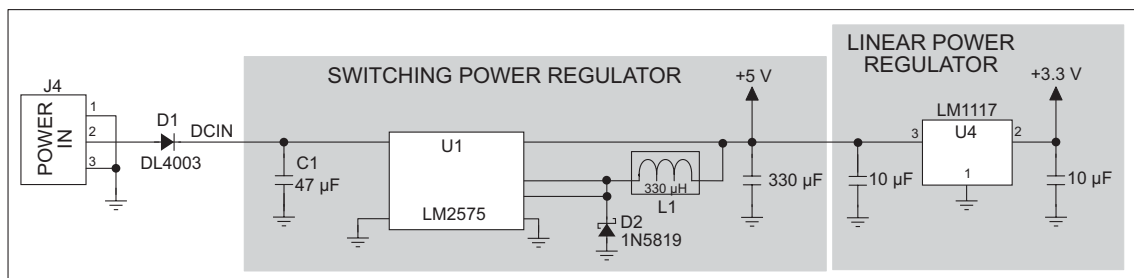 J4
POWER
IN
1
2
3
D1
DL4003
DCIN
SWITCHING POWER REGULATOR
C1
47 µF
U1
LM2575
330 µH
L1
D2
1N5819
+5 V
330 µF
LINEAR POWER
REGULATOR
+3.3 V
LM1117
3
U4
2
1
10 µF
10 µF